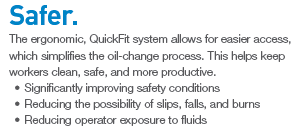 Safer.
The ergonomic, QuickFit system allows for easier access,
which simplifies the oil-change process. This helps keep
workers clean, safe, and more productive.
• Significantly improving safety conditions
• Reducing the possibility of slips, falls, and burns
• Reducing operator exposure to fluids